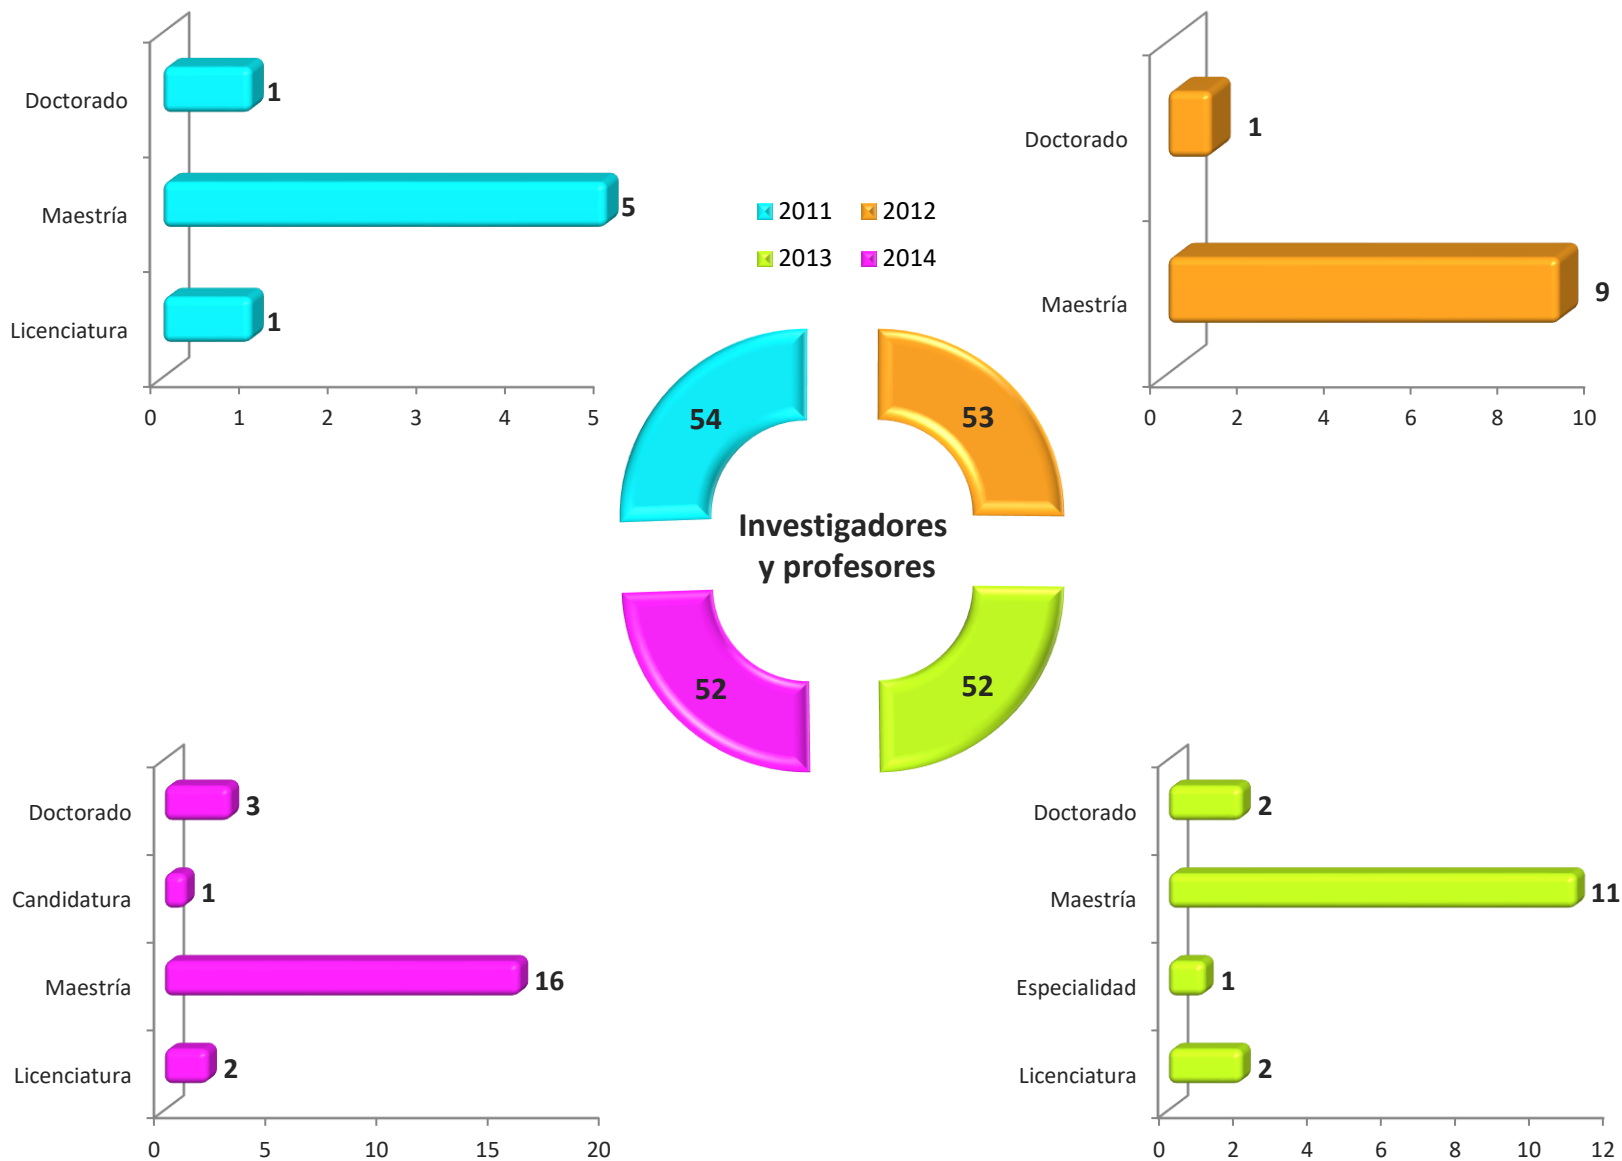 Doctorado
1
Maestría
5
Licenciatura
1
0 1 2 3 4 5
2011 2012
2013 2014
Doctorado
1
Maestría
9
0 2 4 6 8 10
54
53
Investigadores
y profesores
52
52
Doctorado
3
Candidatura
1
Maestría
16
Licenciatura
2
0 5 10 15 20
Doctorado
2
Maestría
11
Especialidad
1
Licenciatura
2
0 2 4 6 8 10 12